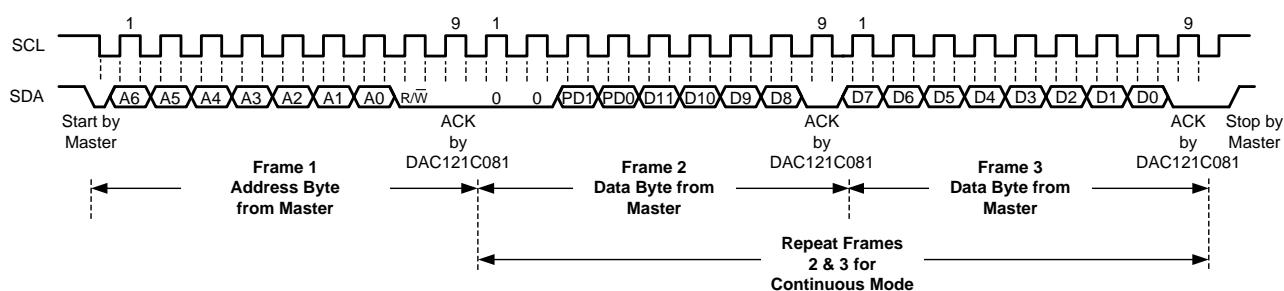 1 9 1 9 1 9
SCL
SDA A6 A5 A4 A3 A2 A1 A0 R/W̅ 0 0 PD1 PD0 D11 D10 D9 D8 D7 D6 D5 D4 D3 D2 D1 D0
Start by
Master
ACK
by
DAC121C081
ACK
by
DAC121C081
ACK
by
DAC121C081
Stop by
Master
Frame 1
Address Byte
from Master
Frame 2
Data Byte from
Master
Frame 3
Data Byte from
Master
Repeat Frames
2 & 3 for
Continuous Mode